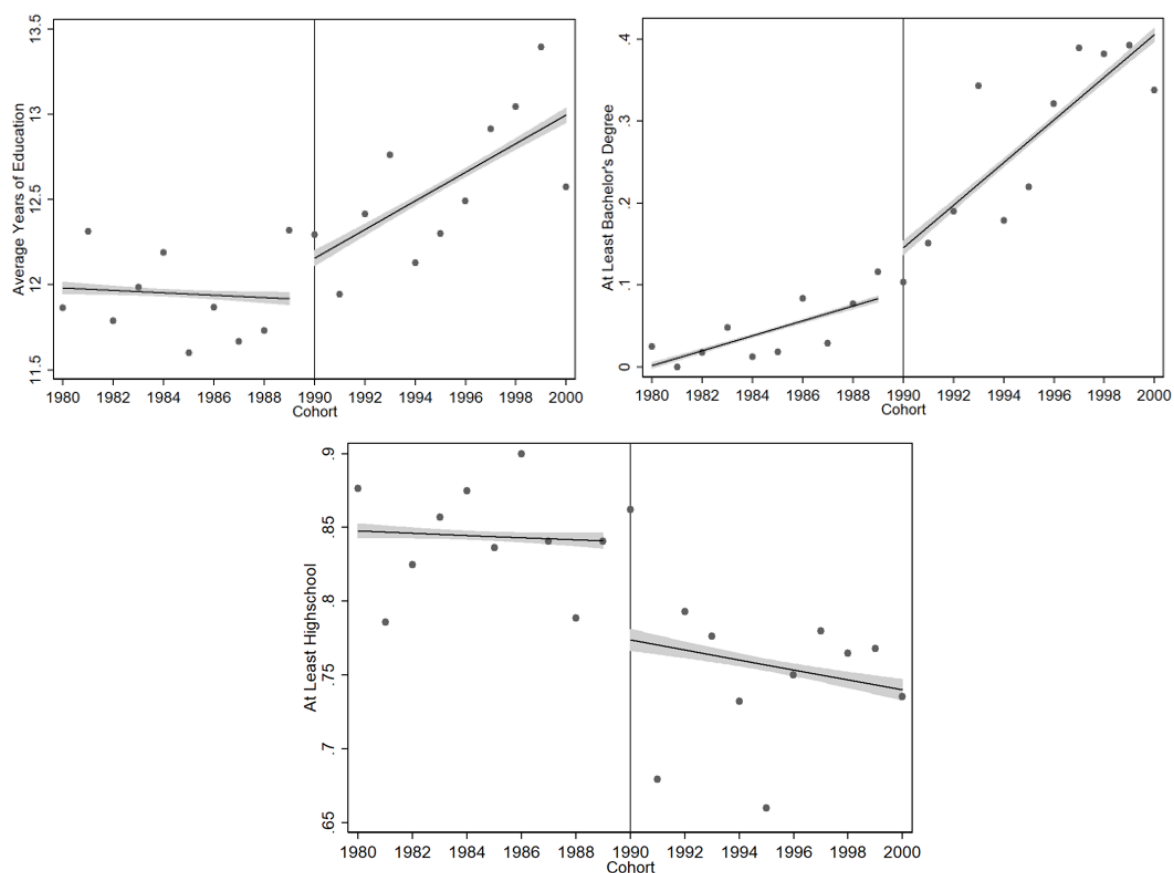 Average Years of Education
13.5
13
12.5
12
11.5
1980 1982 1984 1986 1988 1990 1992 1994 1996 1998 2000
Cohort
At Least Bachelor's Degree
.4
.3
.2
.1
0
1980 1982 1984 1986 1988 1990 1992 1994 1996 1998 2000
Cohort
At Least Highschool
.9
.85
.8
.75
.7
.65
1980 1982 1984 1986 1988 1990 1992 1994 1996 1998 2000
Cohort